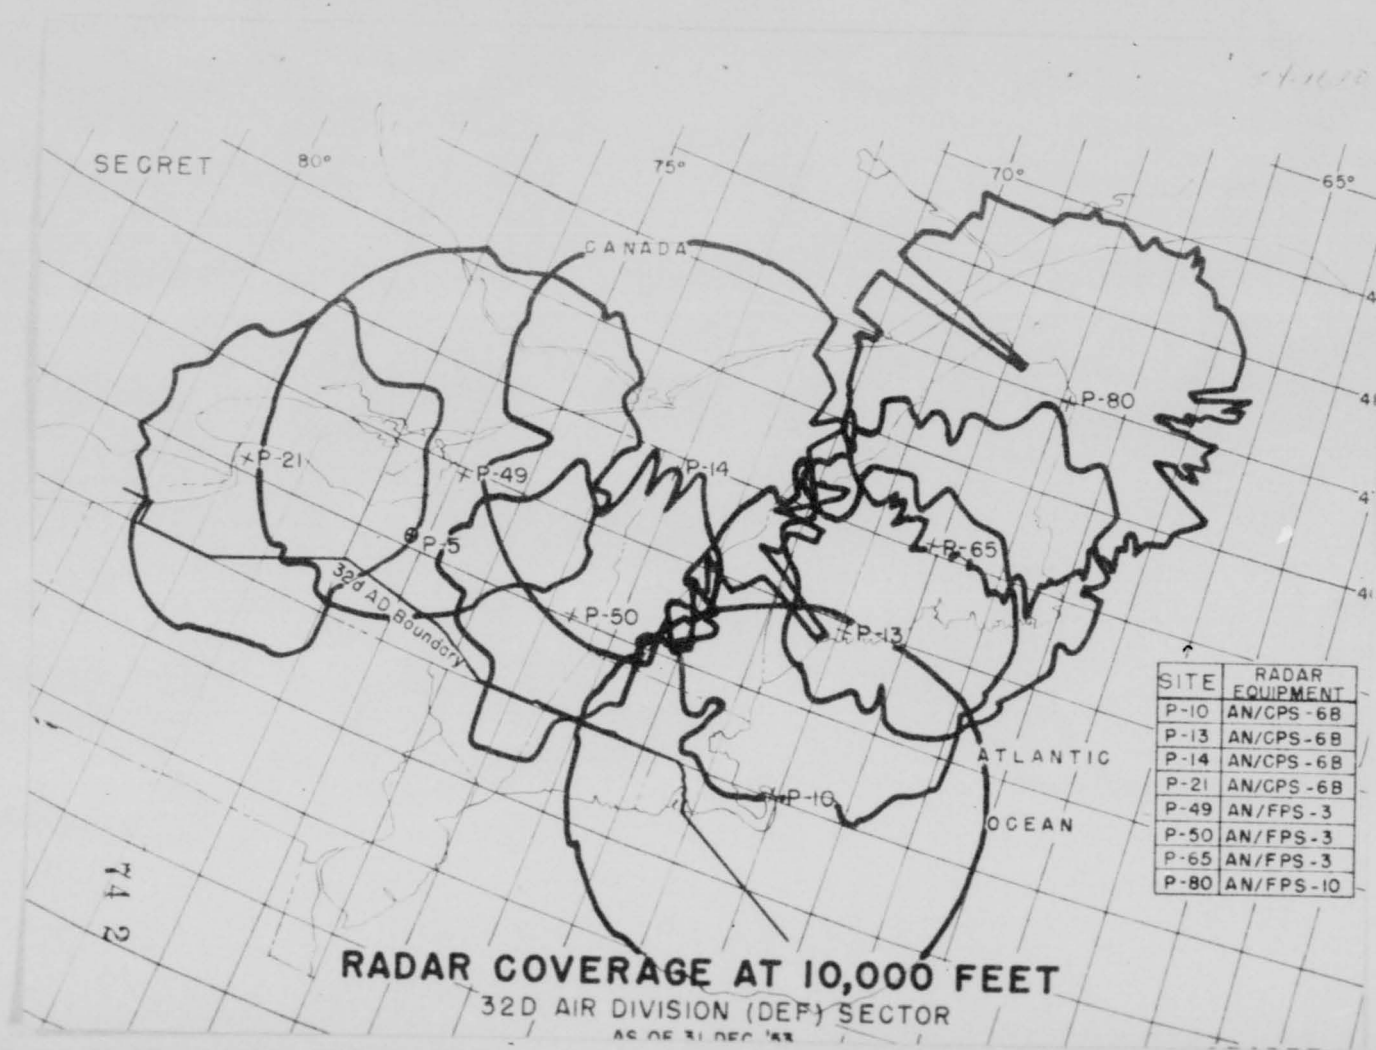 SECRET
80°
75°
70°
65°
CANADA
P-80
P-21
P-49
P-14
P-5
P-65
32d AD Boundary
P-50
P-13
P-10
ATLANTIC
OCEAN
SITE RADAR EQUIPMENT
P-10 AN/CPS-6B
P-13 AN/CPS-6B
P-14 AN/CPS-6B
P-21 AN/CPS-6B
P-49 AN/FPS-3
P-50 AN/FPS-3
P-65 AN/FPS-3
P-80 AN/FPS-10
74 2
RADAR COVERAGE AT 10,000 FEET
32D AIR DIVISION (DEF) SECTOR
AS OF 31 DEC '53